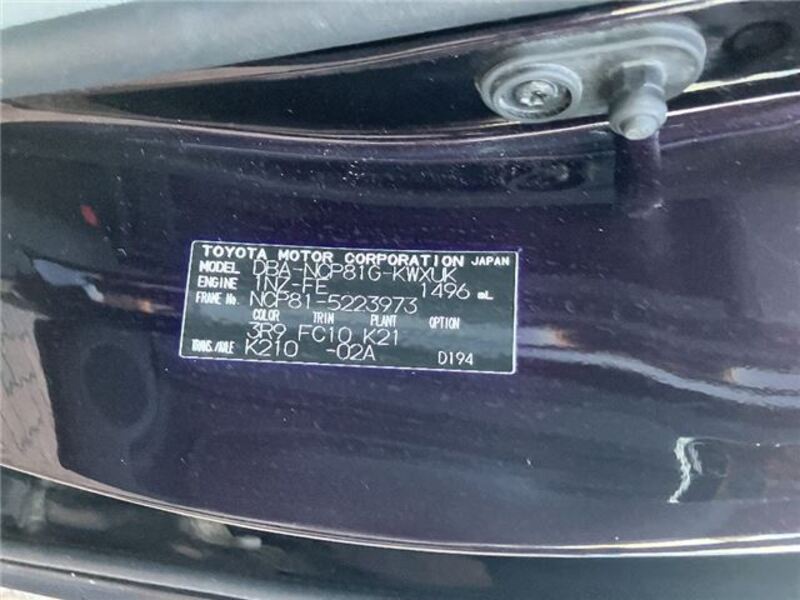 TOYOTA MOTOR CORPORATION JAPAN
MODEL DBA-NCP81G-KWXUK
ENGINE 1NZ-FE 1496 mL
FRAME No. NCP81-5223973
COLOR TRIM PLANT OPTION
3R9 FC10 K21
TRANS./AXLE K210 -02A D194